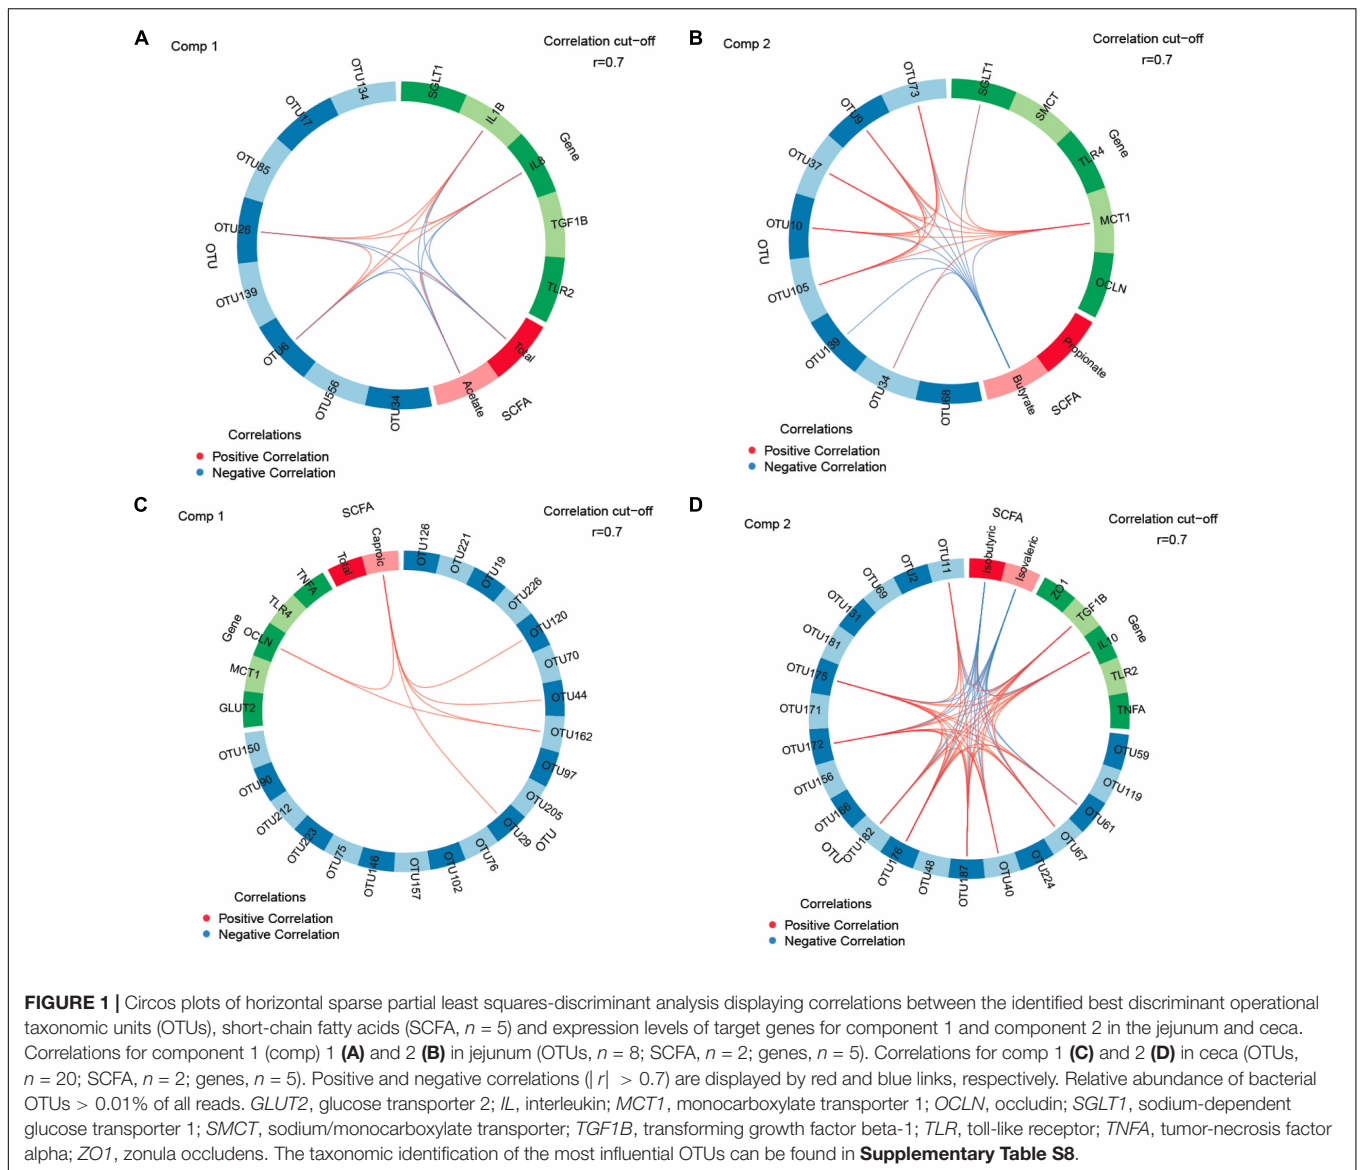 A
Comp 1
Correlation cut-off
r=0.7
SGLT1
IL1B
IL8
TGF1B
TLR2
Gene
Total
Acetate
SCFA
OTU34
OTU556
OTU6
OTU139
OTU26
OTU85
OTU17
OTU134
OTU
Correlations
Positive Correlation
Negative Correlation
B
Comp 2
Correlation cut-off
r=0.7
SGLT1
SMCT
TLR4
MCT1
OCLN
Gene
Propionate
Butyrate
SCFA
OTU68
OTU34
OTU139
OTU105
OTU10
OTU37
OTU9
OTU73
OTU
Correlations
Positive Correlation
Negative Correlation
C
Comp 1
Correlation cut-off
r=0.7
SCFA
Total
Caproic
OTU126
OTU221
OTU19
OTU226
OTU120
OTU70
OTU44
OTU162
OTU97
OTU205
OTU29
OTU
OTU76
OTU102
OTU157
OTU146
OTU75
OTU223
OTU212
OTU90
OTU150
GLUT2
MCT1
OCLN
TLR4
TNFA
Gene
Correlations
Positive Correlation
Negative Correlation
D
Comp 2
Correlation cut-off
r=0.7
SCFA
Isobutyric
Isovaleric
ZO1
TGF1B
IL10
TLR2
TNFA
Gene
OTU59
OTU119
OTU61
OTU67
OTU224
OTU40
OTU187
OTU48
OTU176
OTU182
OTU
OTU166
OTU156
OTU172
OTU171
OTU175
OTU181
OTU131
OTU69
OTU2
OTU11
Correlations
Positive Correlation
Negative Correlation
FIGURE 1 | Circos plots of horizontal sparse partial least squares-discriminant analysis displaying correlations between the identified best discriminant operational
taxonomic units (OTUs), short-chain fatty acids (SCFA, n = 5) and expression levels of target genes for component 1 and component 2 in the jejunum and ceca.
Correlations for component 1 (comp) 1 (A) and 2 (B) in jejunum (OTUs, n = 8; SCFA, n = 2; genes, n = 5). Correlations for comp 1 (C) and 2 (D) in ceca (OTUs,
n = 20; SCFA, n = 2; genes, n = 5). Positive and negative correlations (|r| > 0.7) are displayed by red and blue links, respectively. Relative abundance of bacterial
OTUs > 0.01% of all reads. GLUT2, glucose transporter 2; IL, interleukin; MCT1, monocarboxylate transporter 1; OCLN, occludin; SGLT1, sodium-dependent
glucose transporter 1; SMCT, sodium/monocarboxylate transporter; TGF1B, transforming growth factor beta-1; TLR, toll-like receptor; TNFA, tumor-necrosis factor
alpha; ZO1, zonula occludens. The taxonomic identification of the most influential OTUs can be found in Supplementary Table S8.